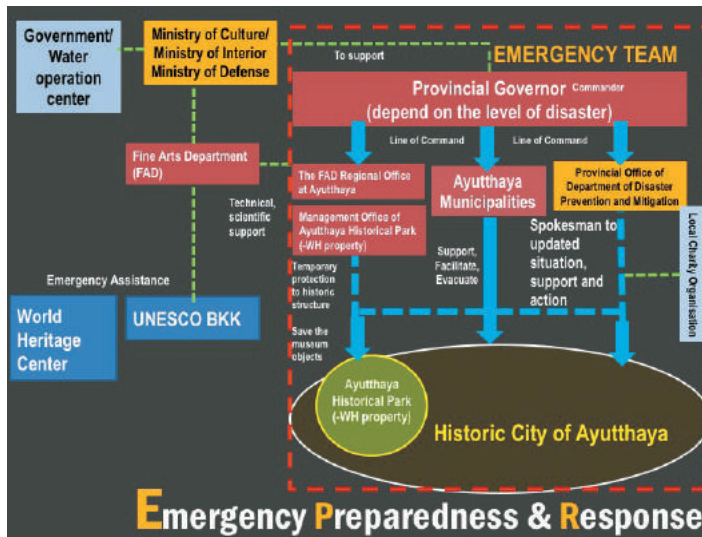 Government/
Water
operation
center
Ministry of Culture/
Ministry of Interior
Ministry of Defense
To support
EMERGENCY TEAM
Provincial Governor Commander
(depend on the level of disaster)
Line of Command
Line of Command
Fine Arts Department
(FAD)
The FAD Regional Office
at Ayutthaya
Ayutthaya
Municipalities
Provincial Office of
Department of Disaster
Prevention and Mitigation
Technical,
scientific
support
Management Office of
Ayutthaya Historical Park
(-WH property)
Temporary
protection
to historic
structure
Support,
Facilitate,
Evacuate
Spokesman to
updated
situation,
support and
action
Local Charity Organisation
Emergency Assistance
World
Heritage
Center
UNESCO BKK
Save the
museum
objects
Ayutthaya
Historical Park
(-WH property)
Historic City of Ayutthaya
Emergency Preparedness & Response